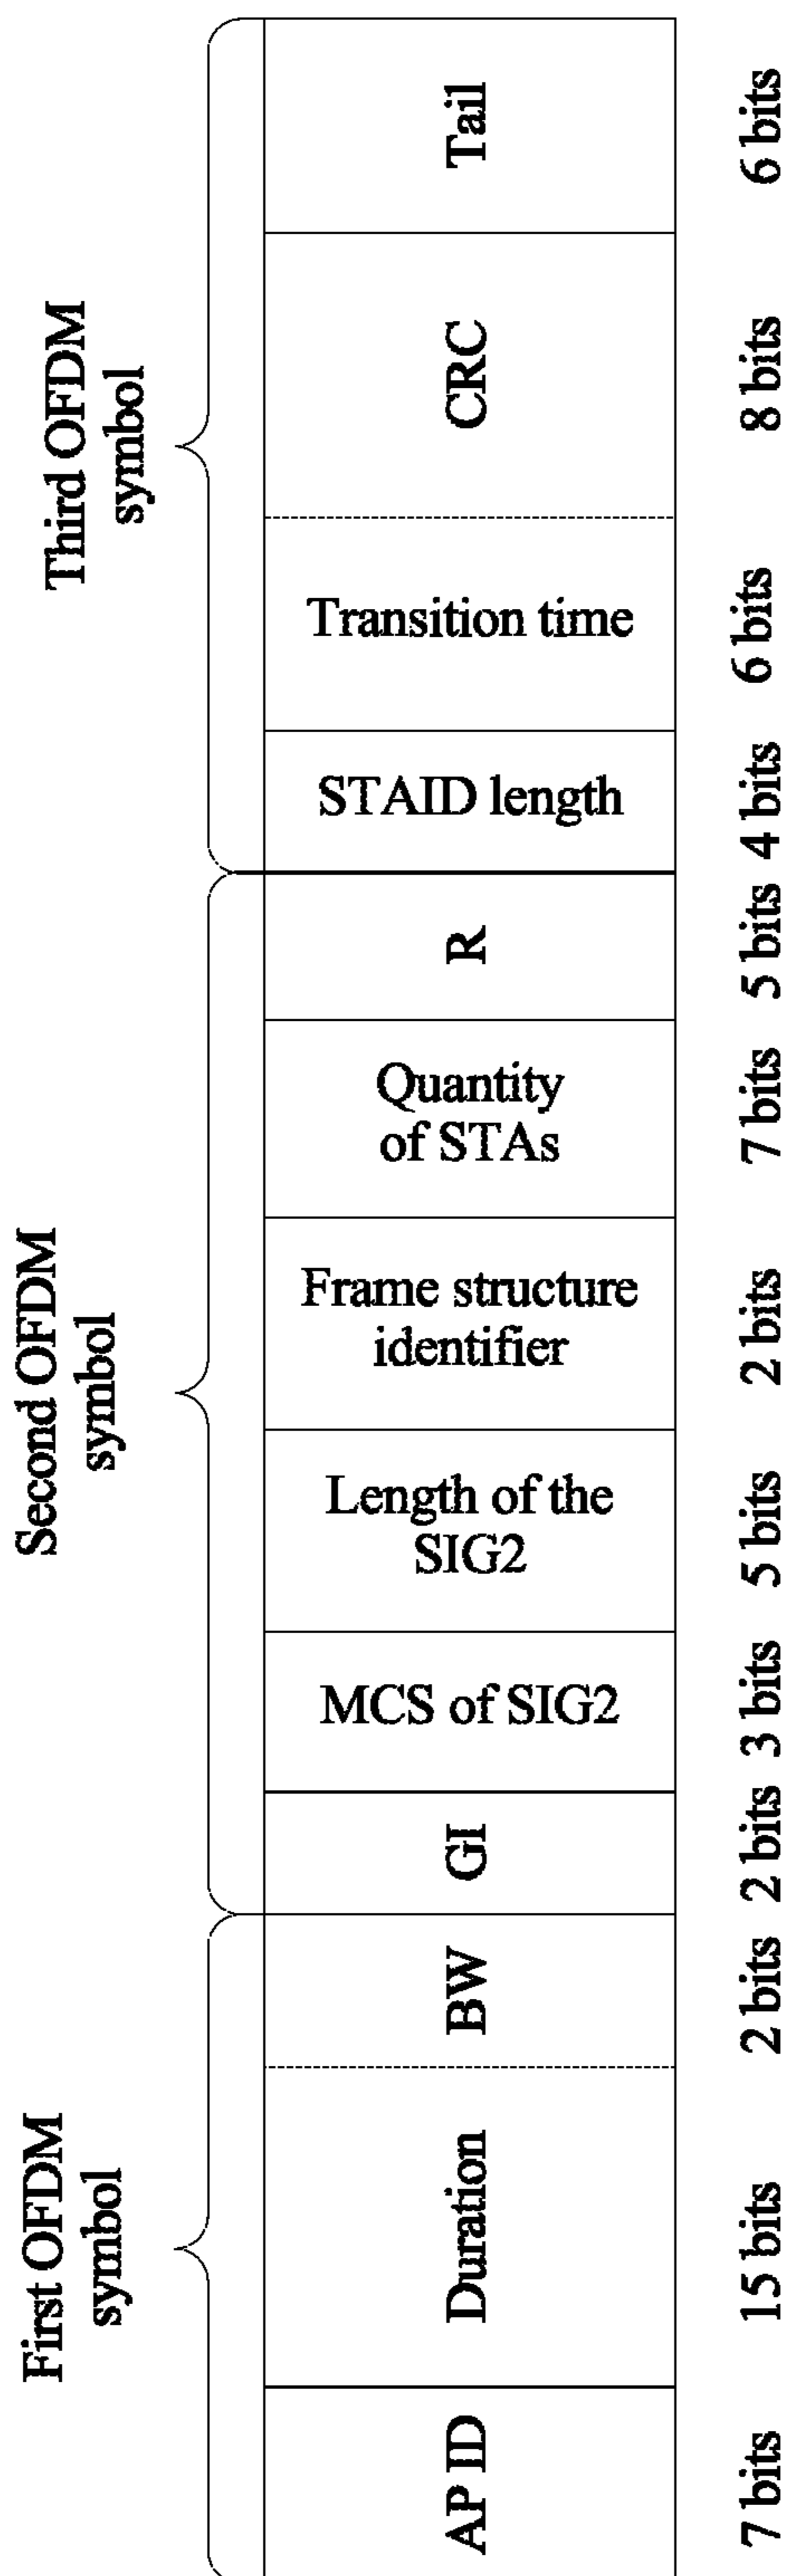 First OFDM
symbol
Second OFDM
symbol
Third OFDM
symbol
AP ID
Duration
BW
GI
MCS of SIG2
Length of the
SIG2
Frame structure
identifier
Quantity
of STAs
R
STAID length
Transition time
CRC
Tail
7 bits
15 bits
2 bits
2 bits
3 bits
5 bits
2 bits
7 bits
5 bits
4 bits
6 bits
8 bits
6 bits